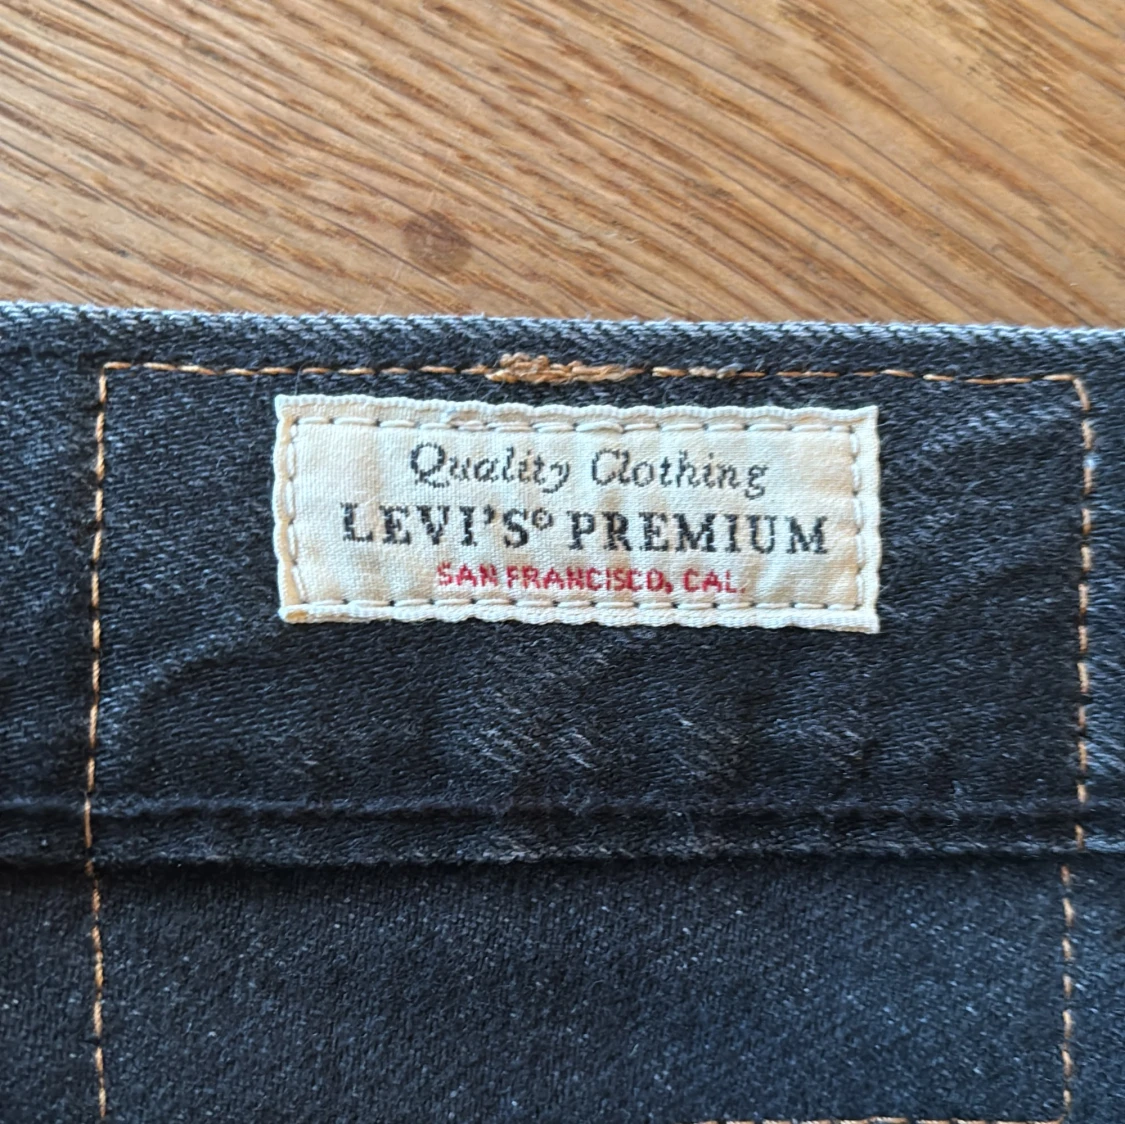 Quality Clothing
LEVI'S® PREMIUM
SAN FRANCISCO, CAL.